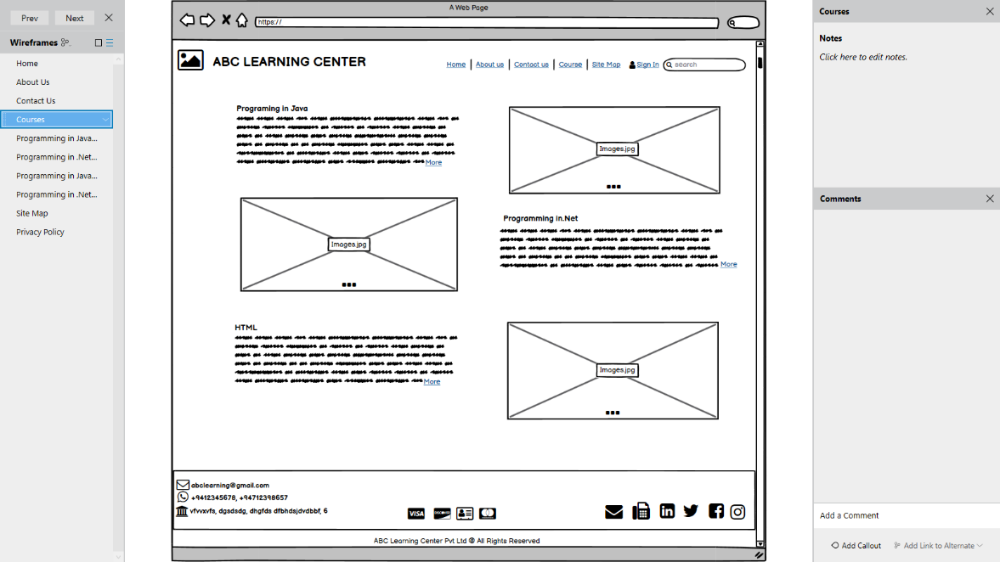 Prev Next
Wireframes
Home
About Us
Contact Us
Courses
Programming in Java...
Programming in .Net...
Programming in Java...
Programming in .Net...
Site Map
Privacy Policy
A Web Page
https://
ABC LEARNING CENTER
Home About us Contact us Course Site Map Sign In search
Programing in Java
More
Images.jpg
Images.jpg
Programming in.Net
More
HTML
More
Images.jpg
abclearning@gmail.com
+9412345678, +94712398657
vfvvxvfs, dgsdsdg, dhgfds dfbhdsjdvdbbf, 6
VISA DISCOVER
ABC Learning Center Pvt Ltd @ All Rights Reserved
Courses
Notes
Click here to edit notes.
Comments
Add a Comment
Add Callout Add Link to Alternate